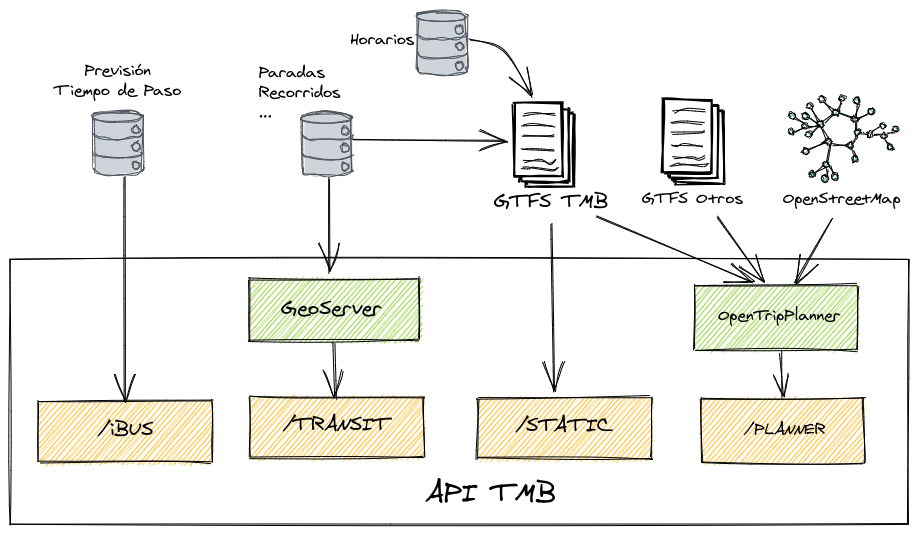 Horarios
Previsión
Tiempo de Paso
Paradas
Recorridos
...
GTFS TMB
GTFS Otros
OpenStreetMap
GeoServer
OpenTripPlanner
/iBUS
/TRANSIT
/STATIC
/PLANNER
API TMB